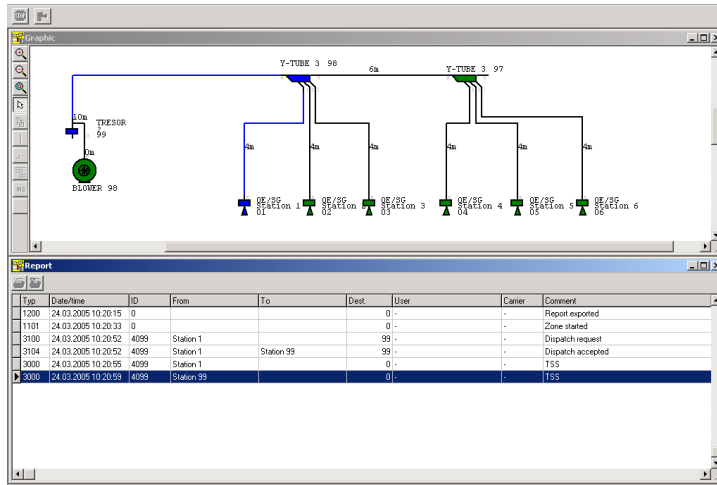 STOP
Graphic
Y-TUBE 3 98
6m
Y-TUBE 3 97
10m
TRESOR
2
99
4m 4m 4m 4m 4m 4m
0m
BLOWER 98
QE/SG QE/SG QE/SG QE/SG QE/SG QE/SG
Station 1 Station Station 3 Station 4 Station 5 Station 6
01 02 03 04 05 06
INS
Report
Typ Date/time ID From To Dest. User Carrier Comment
1200 24.03.2005 10:20:15 0 0 - - Report exported
1101 24.03.2005 10:20:33 0 0 - - Zone started
3100 24.03.2005 10:20:52 4099 Station 1 99 - - Dispatch request
3104 24.03.2005 10:20:52 4099 Station 1 Station 99 99 - - Dispatch accepted
3000 24.03.2005 10:20:55 4099 Station 1 0 - - TSS
3000 24.03.2005 10:20:59 4099 Station 99 0 - - TSS